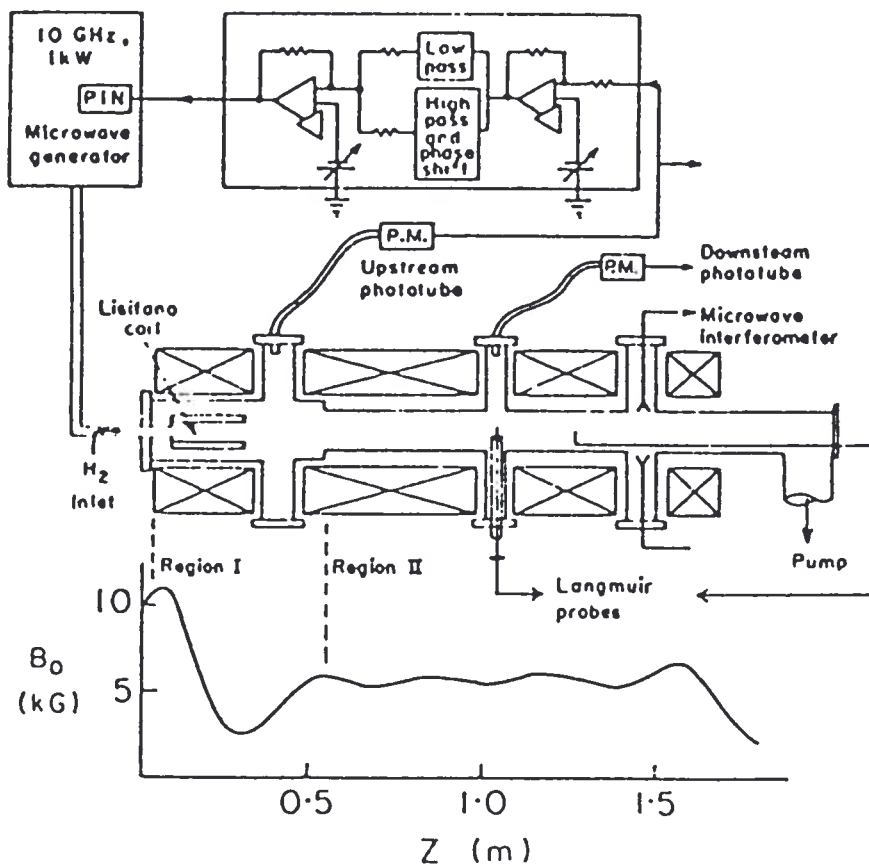 10 GHz,
1kW
PIN
Microwave
generator
Low
pass
High
pass
and
phase
shift
P.M.
Upstream
phototube
P.M.
Downsteam
phototube
Lisitano
coil
Microwave
interferometer
H2
Inlet
Pump
Region I
Region II
Langmuir
probes
10
5
B0
(kG)
0.5
1.0
1.5
Z (m)